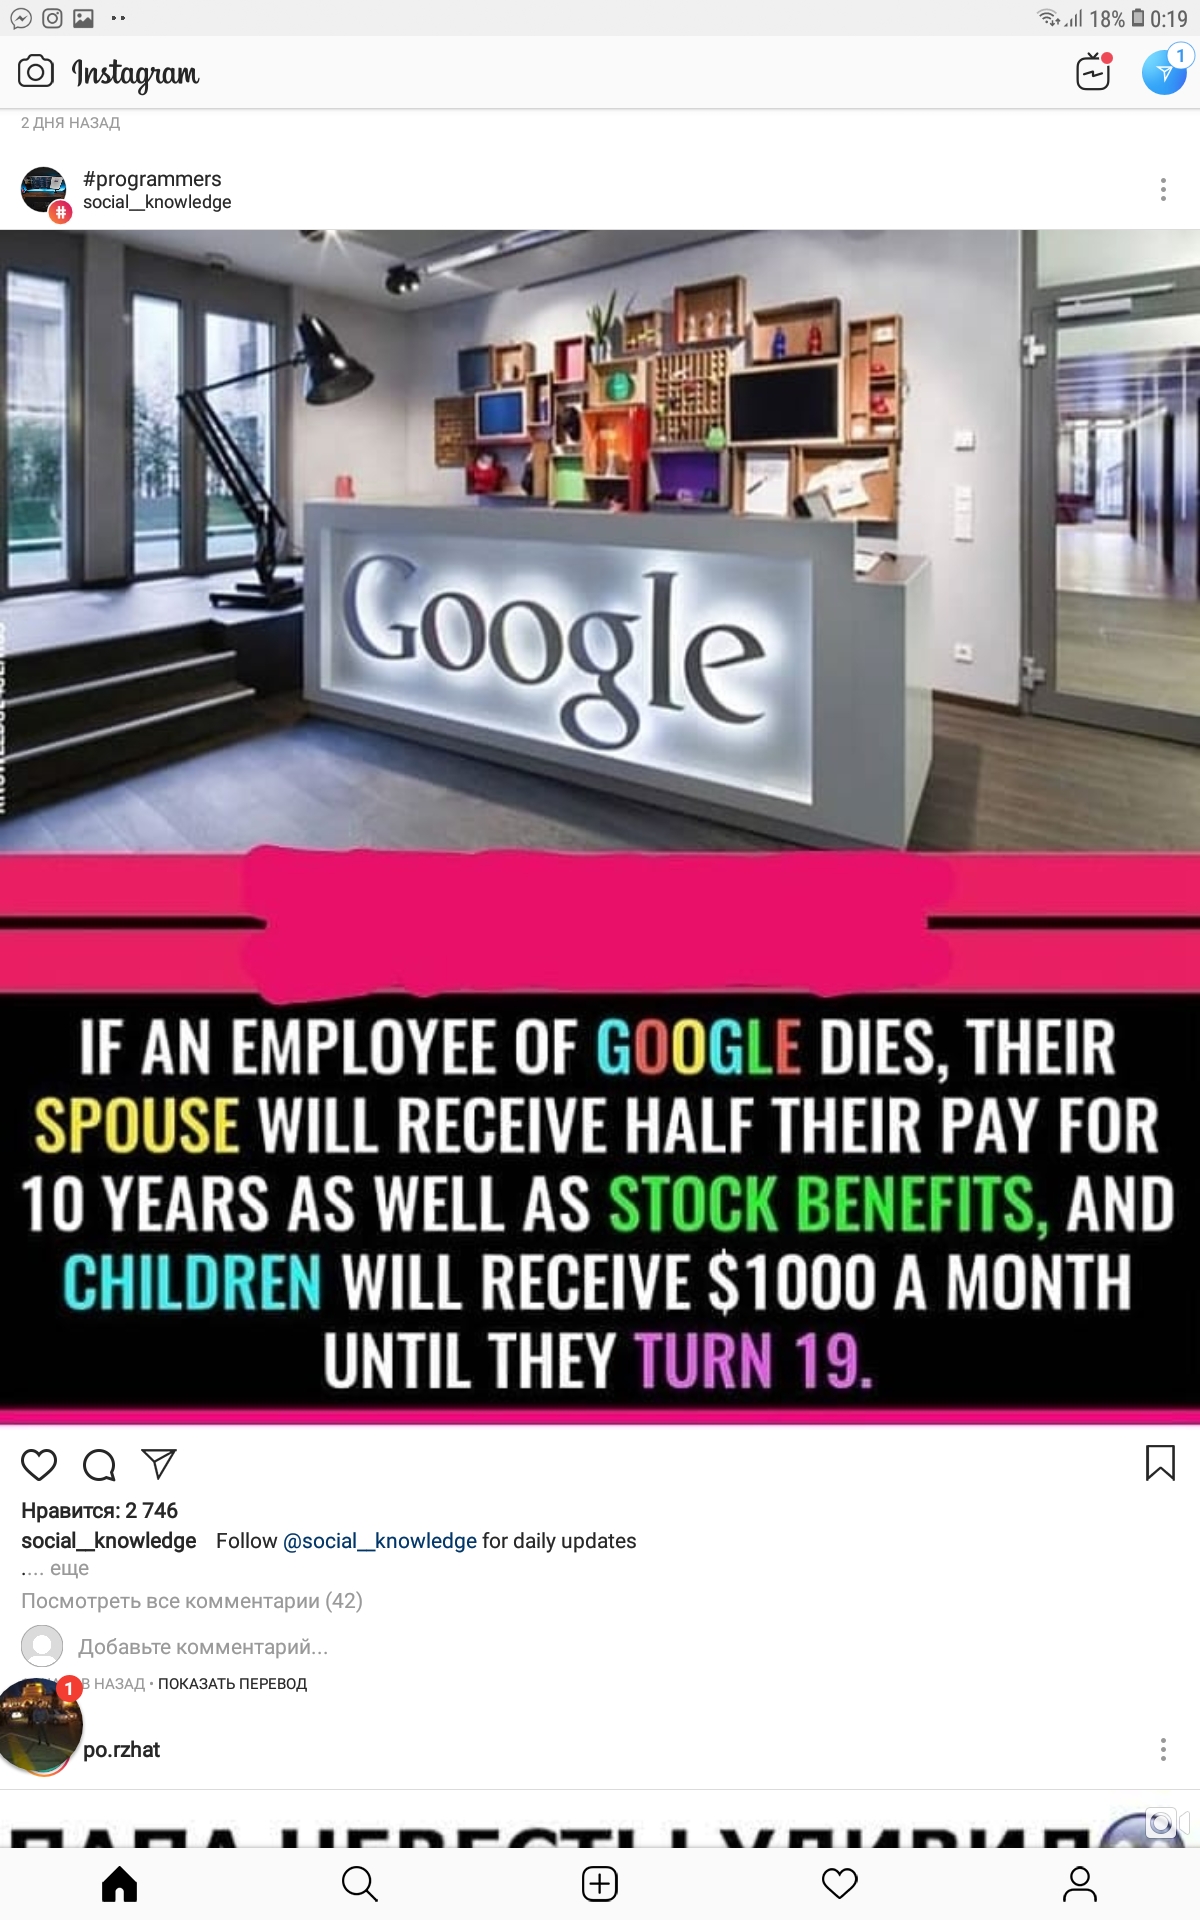 18% 0:19
Instagram
1
2 ДНЯ НАЗАД
#programmers
social__knowledge
Google
IF AN EMPLOYEE OF GOOGLE DIES, THEIR
SPOUSE WILL RECEIVE HALF THEIR PAY FOR
10 YEARS AS WELL AS STOCK BENEFITS, AND
CHILDREN WILL RECEIVE $1000 A MONTH
UNTIL THEY TURN 19.
Нравится: 2 746
social__knowledge Follow @social__knowledge for daily updates
.... еще
Посмотреть все комментарии (42)
Добавьте комментарий...
В НАЗАД • ПОКАЗАТЬ ПЕРЕВОД
1
po.rzhat